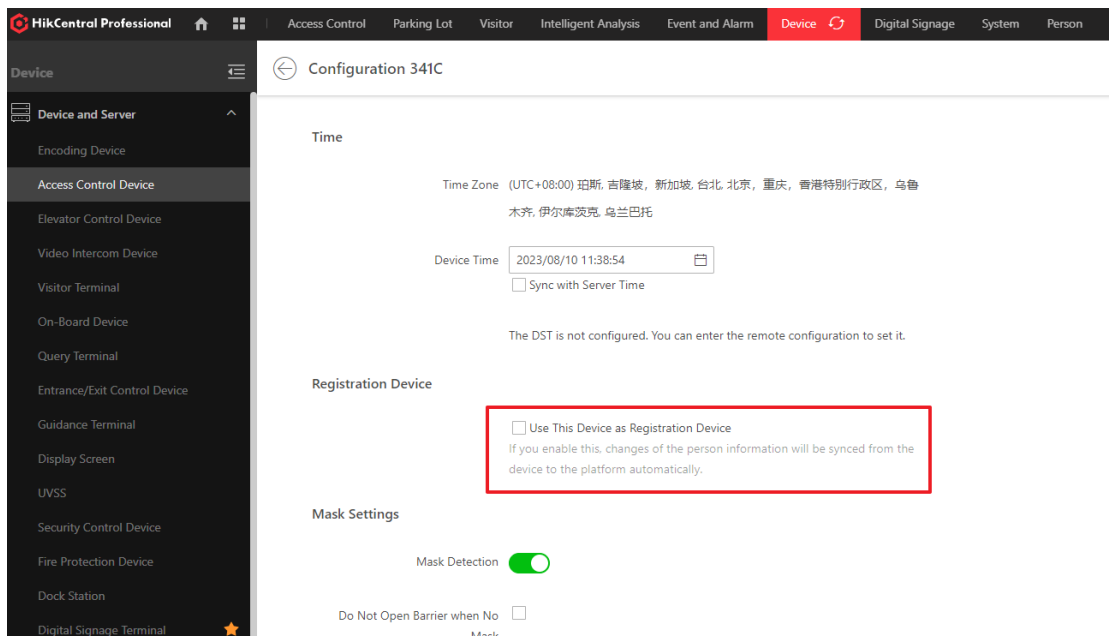 HikCentral Professional
Access Control
Parking Lot
Visitor
Intelligent Analysis
Event and Alarm
Device
Digital Signage
System
Person
Device
Configuration 341C
Device and Server
Encoding Device
Access Control Device
Elevator Control Device
Video Intercom Device
Visitor Terminal
On-Board Device
Query Terminal
Entrance/Exit Control Device
Guidance Terminal
Display Screen
UVSS
Security Control Device
Fire Protection Device
Dock Station
Digital Signage Terminal
Time
Time Zone
(UTC+08:00) 珀斯, 吉隆坡，新加坡, 台北, 北京，重庆，香港特别行政区，乌鲁
木齐, 伊尔库茨克, 乌兰巴托
Device Time
2023/08/10 11:38:54
Sync with Server Time
The DST is not configured. You can enter the remote configuration to set it.
Registration Device
Use This Device as Registration Device
If you enable this, changes of the person information will be synced from the
device to the platform automatically.
Mask Settings
Mask Detection
Do Not Open Barrier when No
Mask